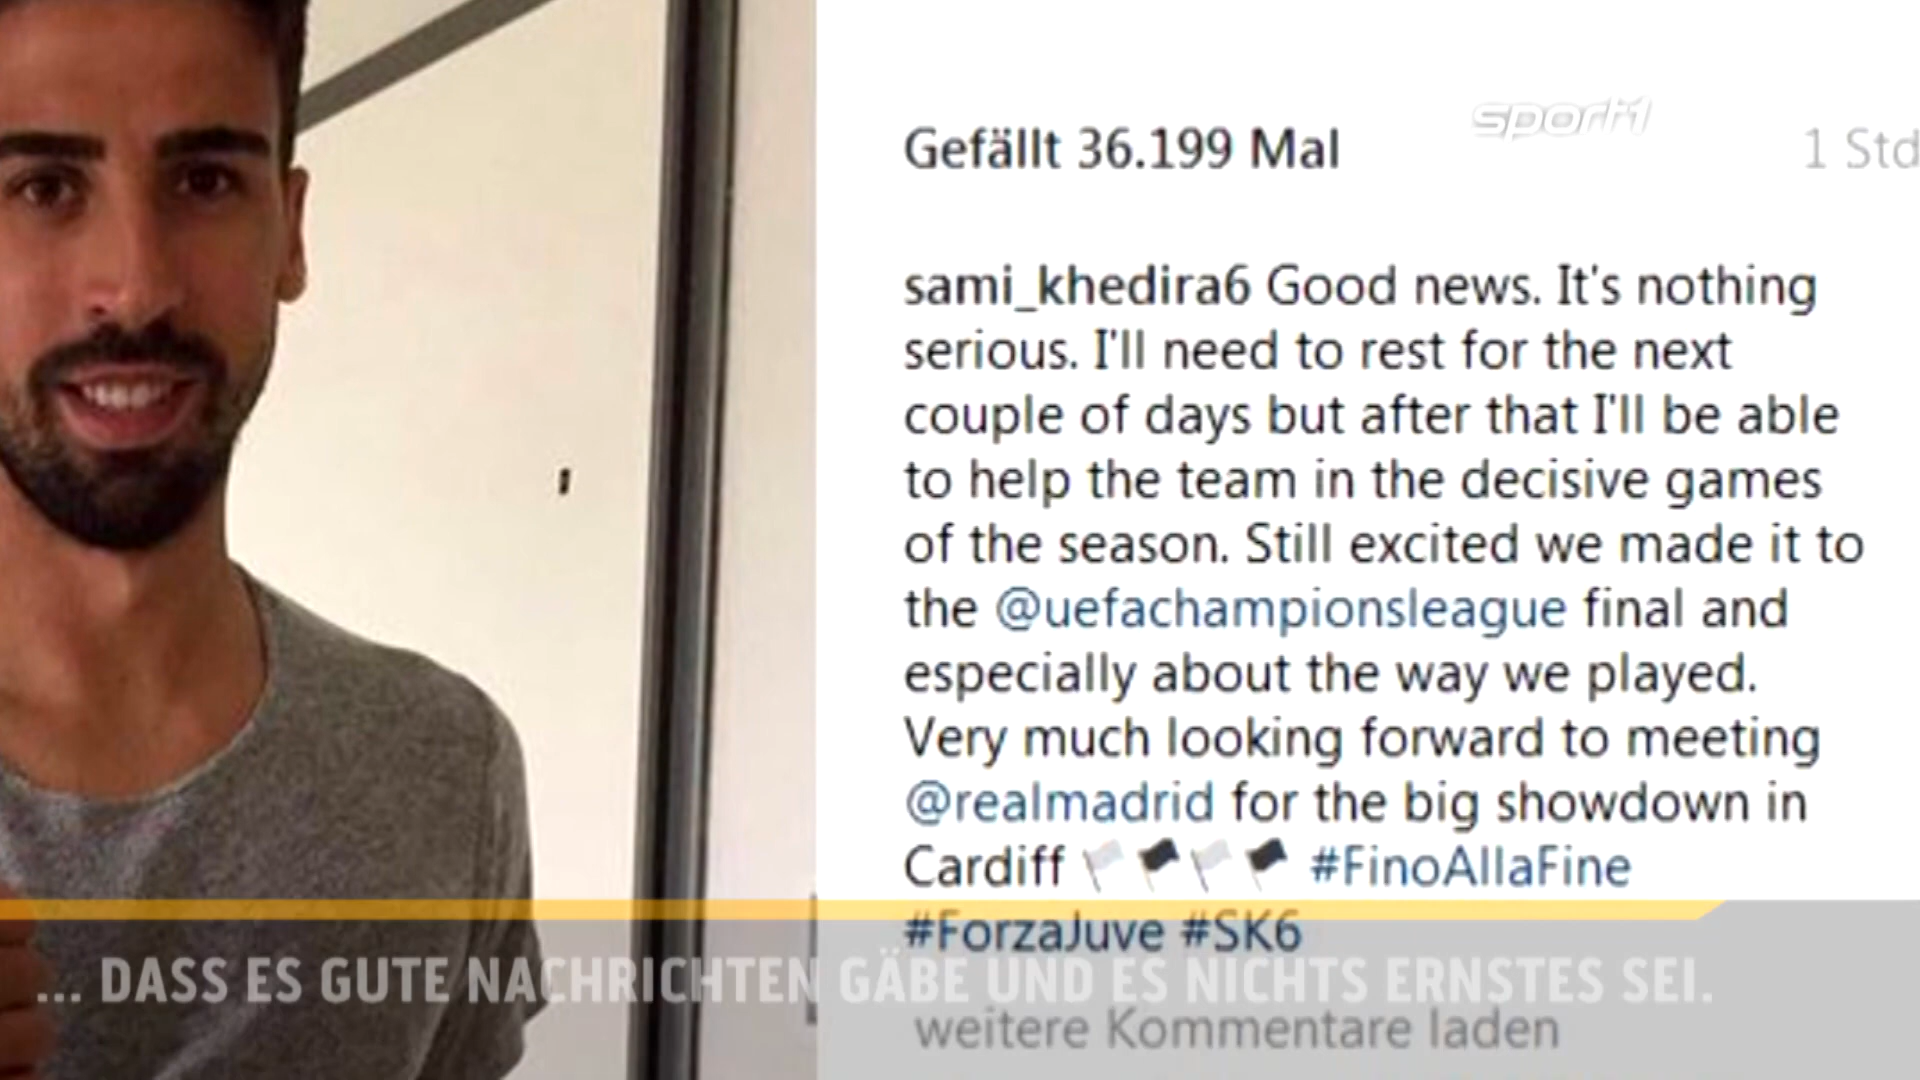 sport1
Gefällt 36.199 Mal
1 Std
sami_khedira6 Good news. It's nothing
serious. I'll need to rest for the next
couple of days but after that I'll be able
to help the team in the decisive games
of the season. Still excited we made it to
the @uefachampionsleague final and
especially about the way we played.
Very much looking forward to meeting
@realmadrid for the big showdown in
Cardiff 🏳🏴🏳🏴 #FinoAllaFine
#ForzaJuve #SK6
... DASS ES GUTE NACHRICHTEN GÄBE UND ES NICHTS ERNSTES SEI.
weitere Kommentare laden